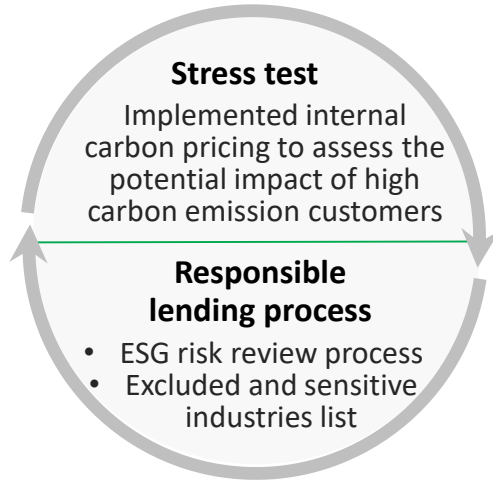 Stress test
Implemented internal
carbon pricing to assess the
potential impact of high
carbon emission customers
Responsible
lending process
• ESG risk review process
• Excluded and sensitive
industries list